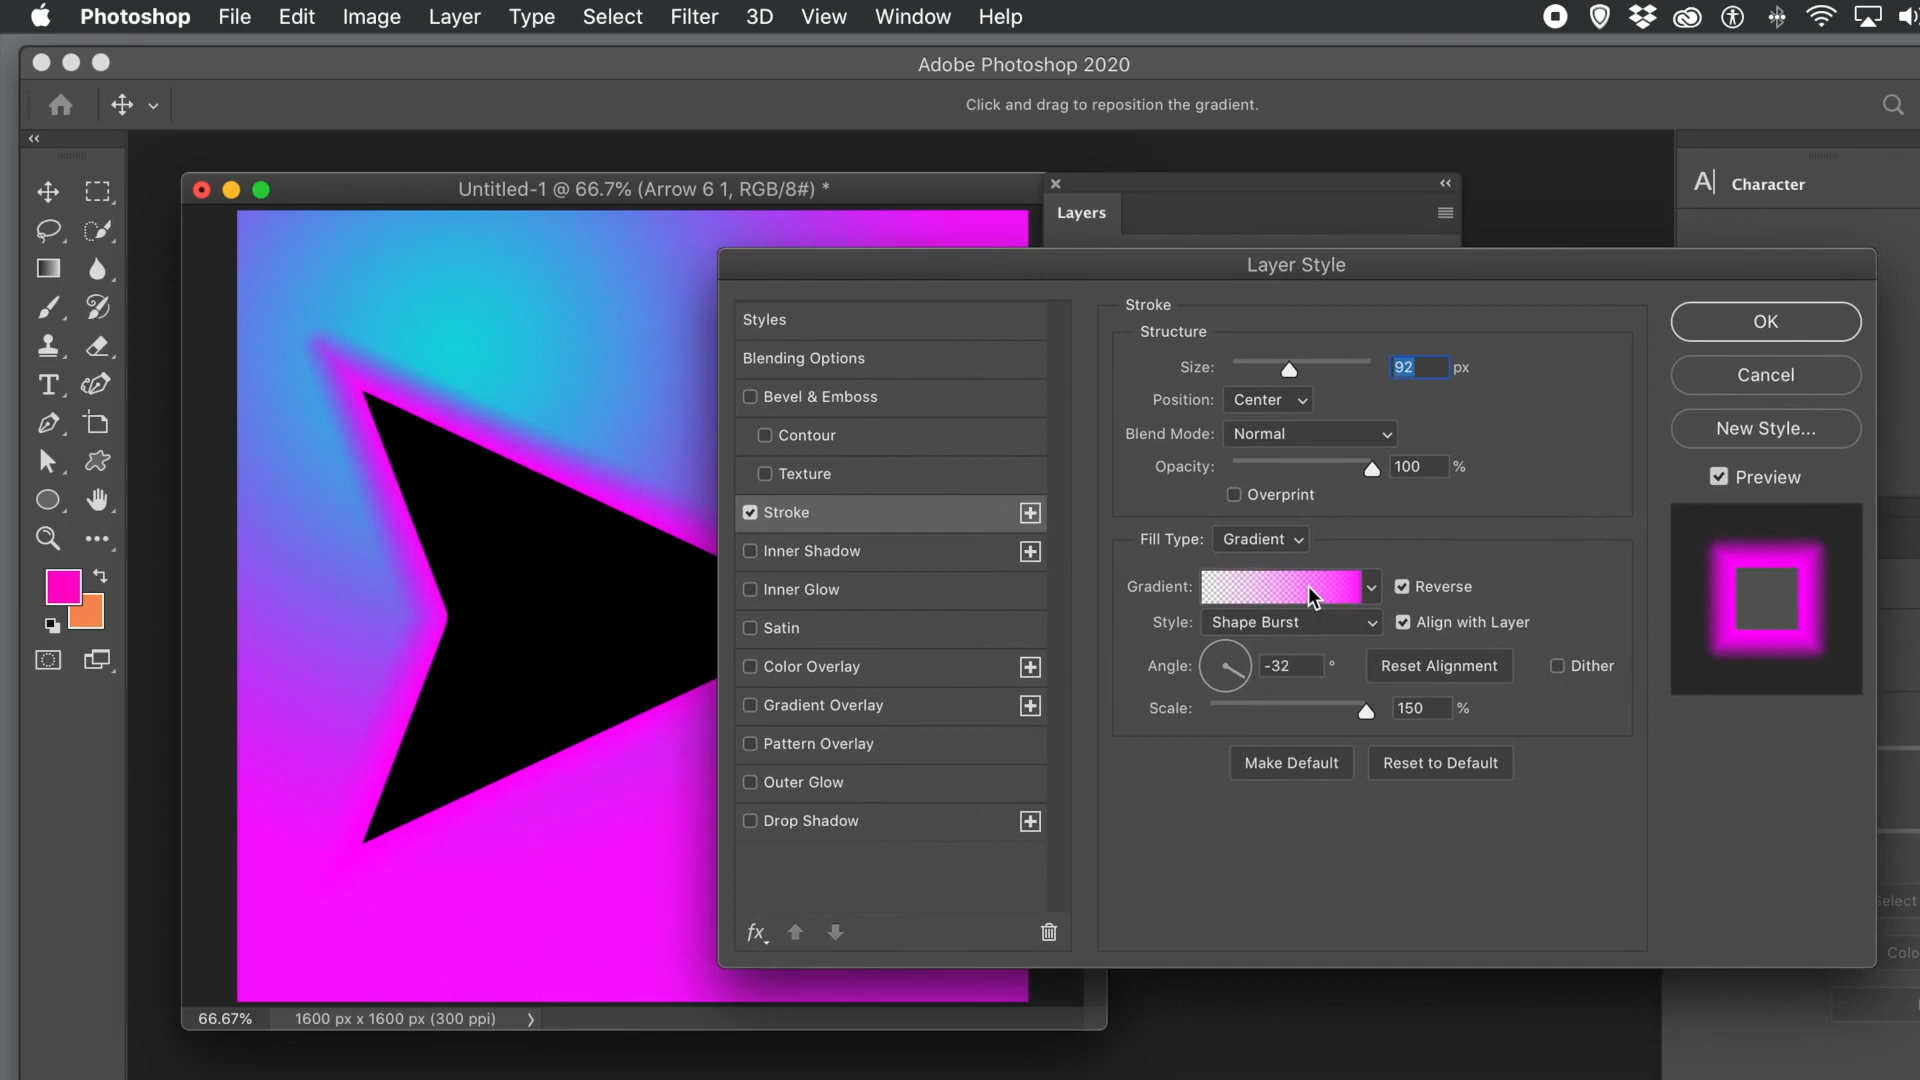 Photoshop File Edit Image Layer Type Select Filter 3D View Window Help
Adobe Photoshop 2020
Click and drag to reposition the gradient.
Untitled-1 @ 66.7% (Arrow 6 1, RGB/8#) *
Layers
A| Character
Layer Style
Styles
Blending Options
Bevel & Emboss
Contour
Texture
Stroke
Inner Shadow
Inner Glow
Satin
Color Overlay
Gradient Overlay
Pattern Overlay
Outer Glow
Drop Shadow
fx
Stroke
Structure
Size: 92 px
Position: Center
Blend Mode: Normal
Opacity: 100 %
Overprint
Fill Type: Gradient
Gradient: Reverse
Style: Shape Burst Align with Layer
Angle: -32 ° Reset Alignment Dither
Scale: 150 %
Make Default Reset to Default
OK
Cancel
New Style...
Preview
66.67% 1600 px x 1600 px (300 ppi)